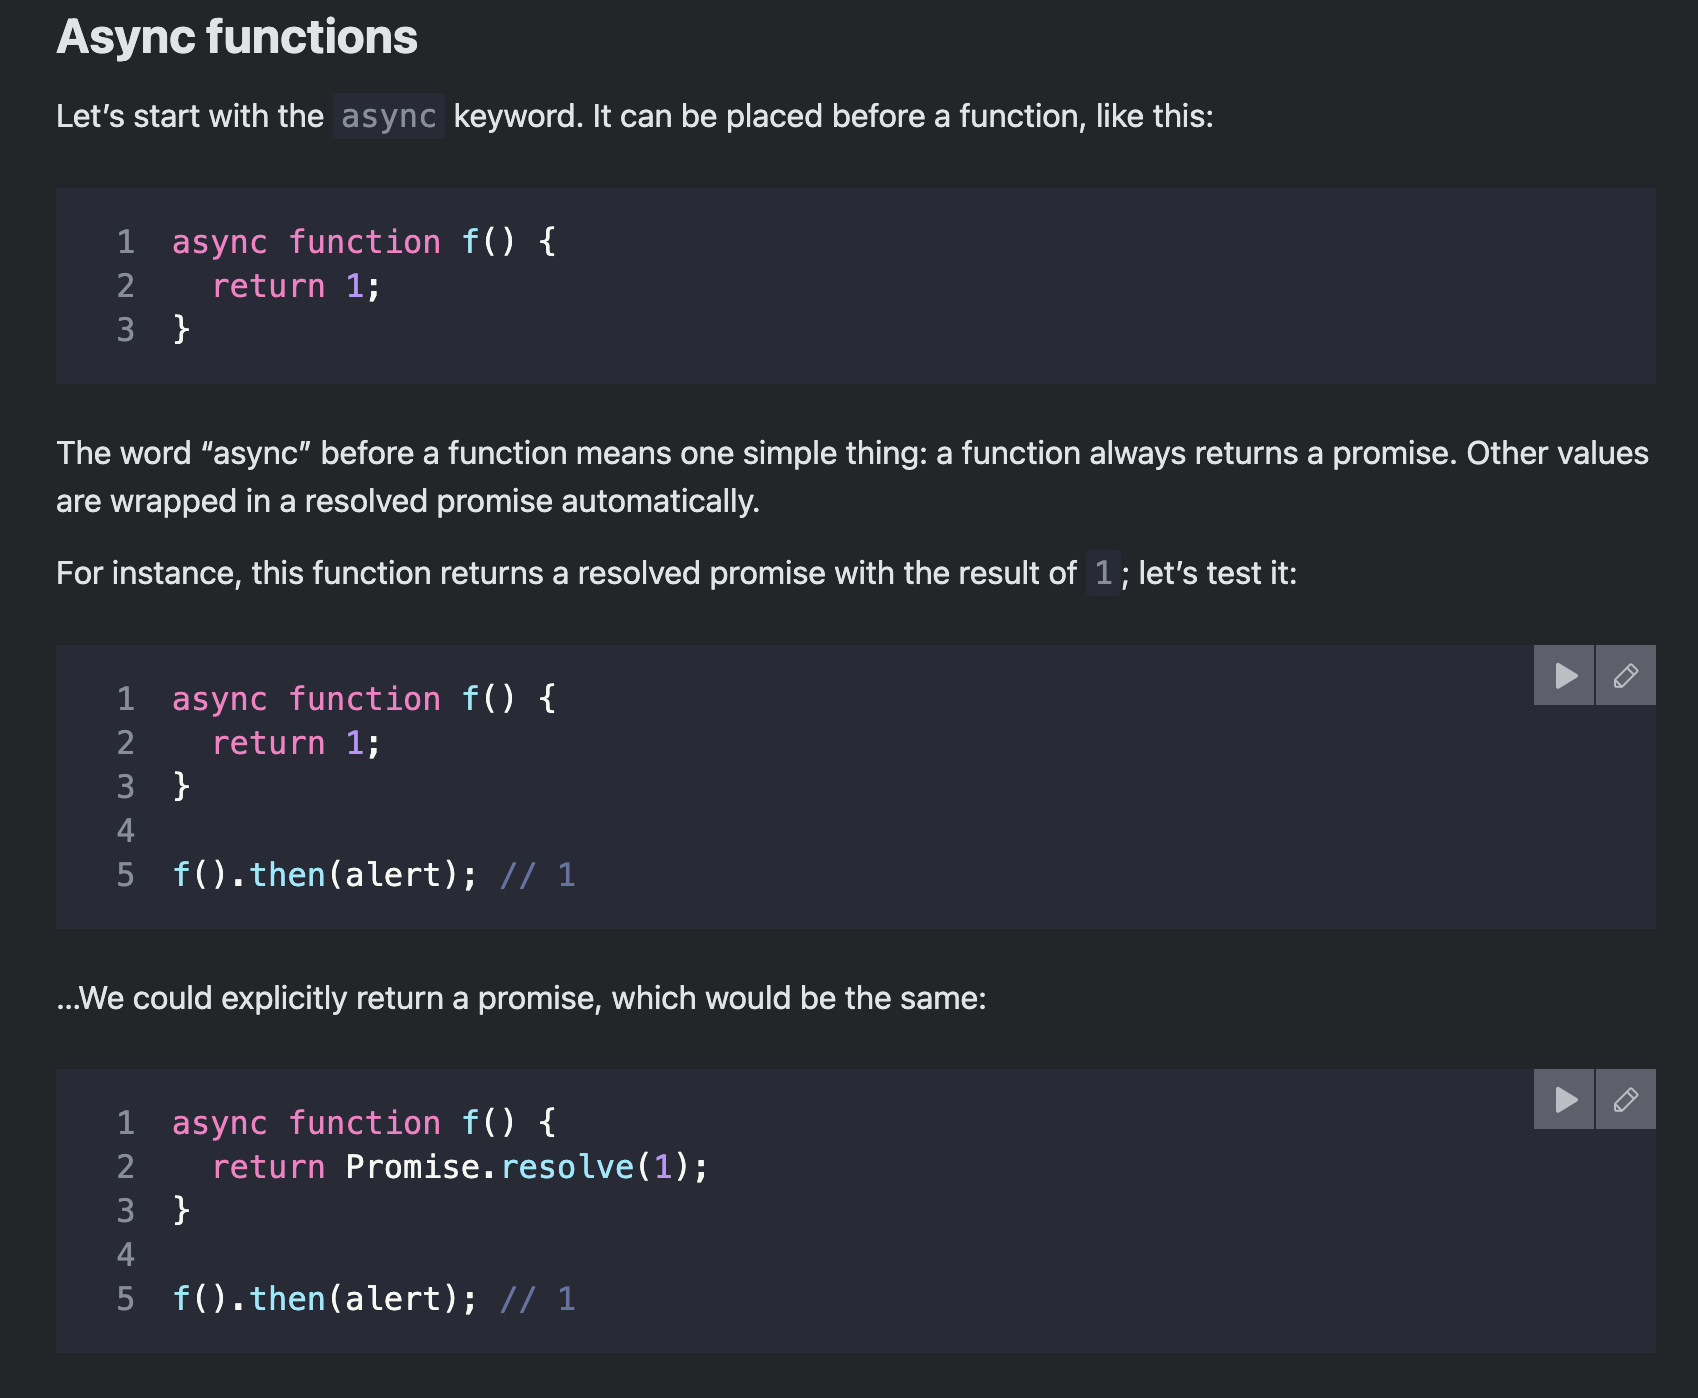 Async functions
Let’s start with the async keyword. It can be placed before a function, like this:
1 async function f() {
2   return 1;
3 }
The word “async” before a function means one simple thing: a function always returns a promise. Other values
are wrapped in a resolved promise automatically.
For instance, this function returns a resolved promise with the result of 1; let’s test it:
1 async function f() {
2   return 1;
3 }
4
5 f().then(alert); // 1
…We could explicitly return a promise, which would be the same:
1 async function f() {
2   return Promise.resolve(1);
3 }
4
5 f().then(alert); // 1